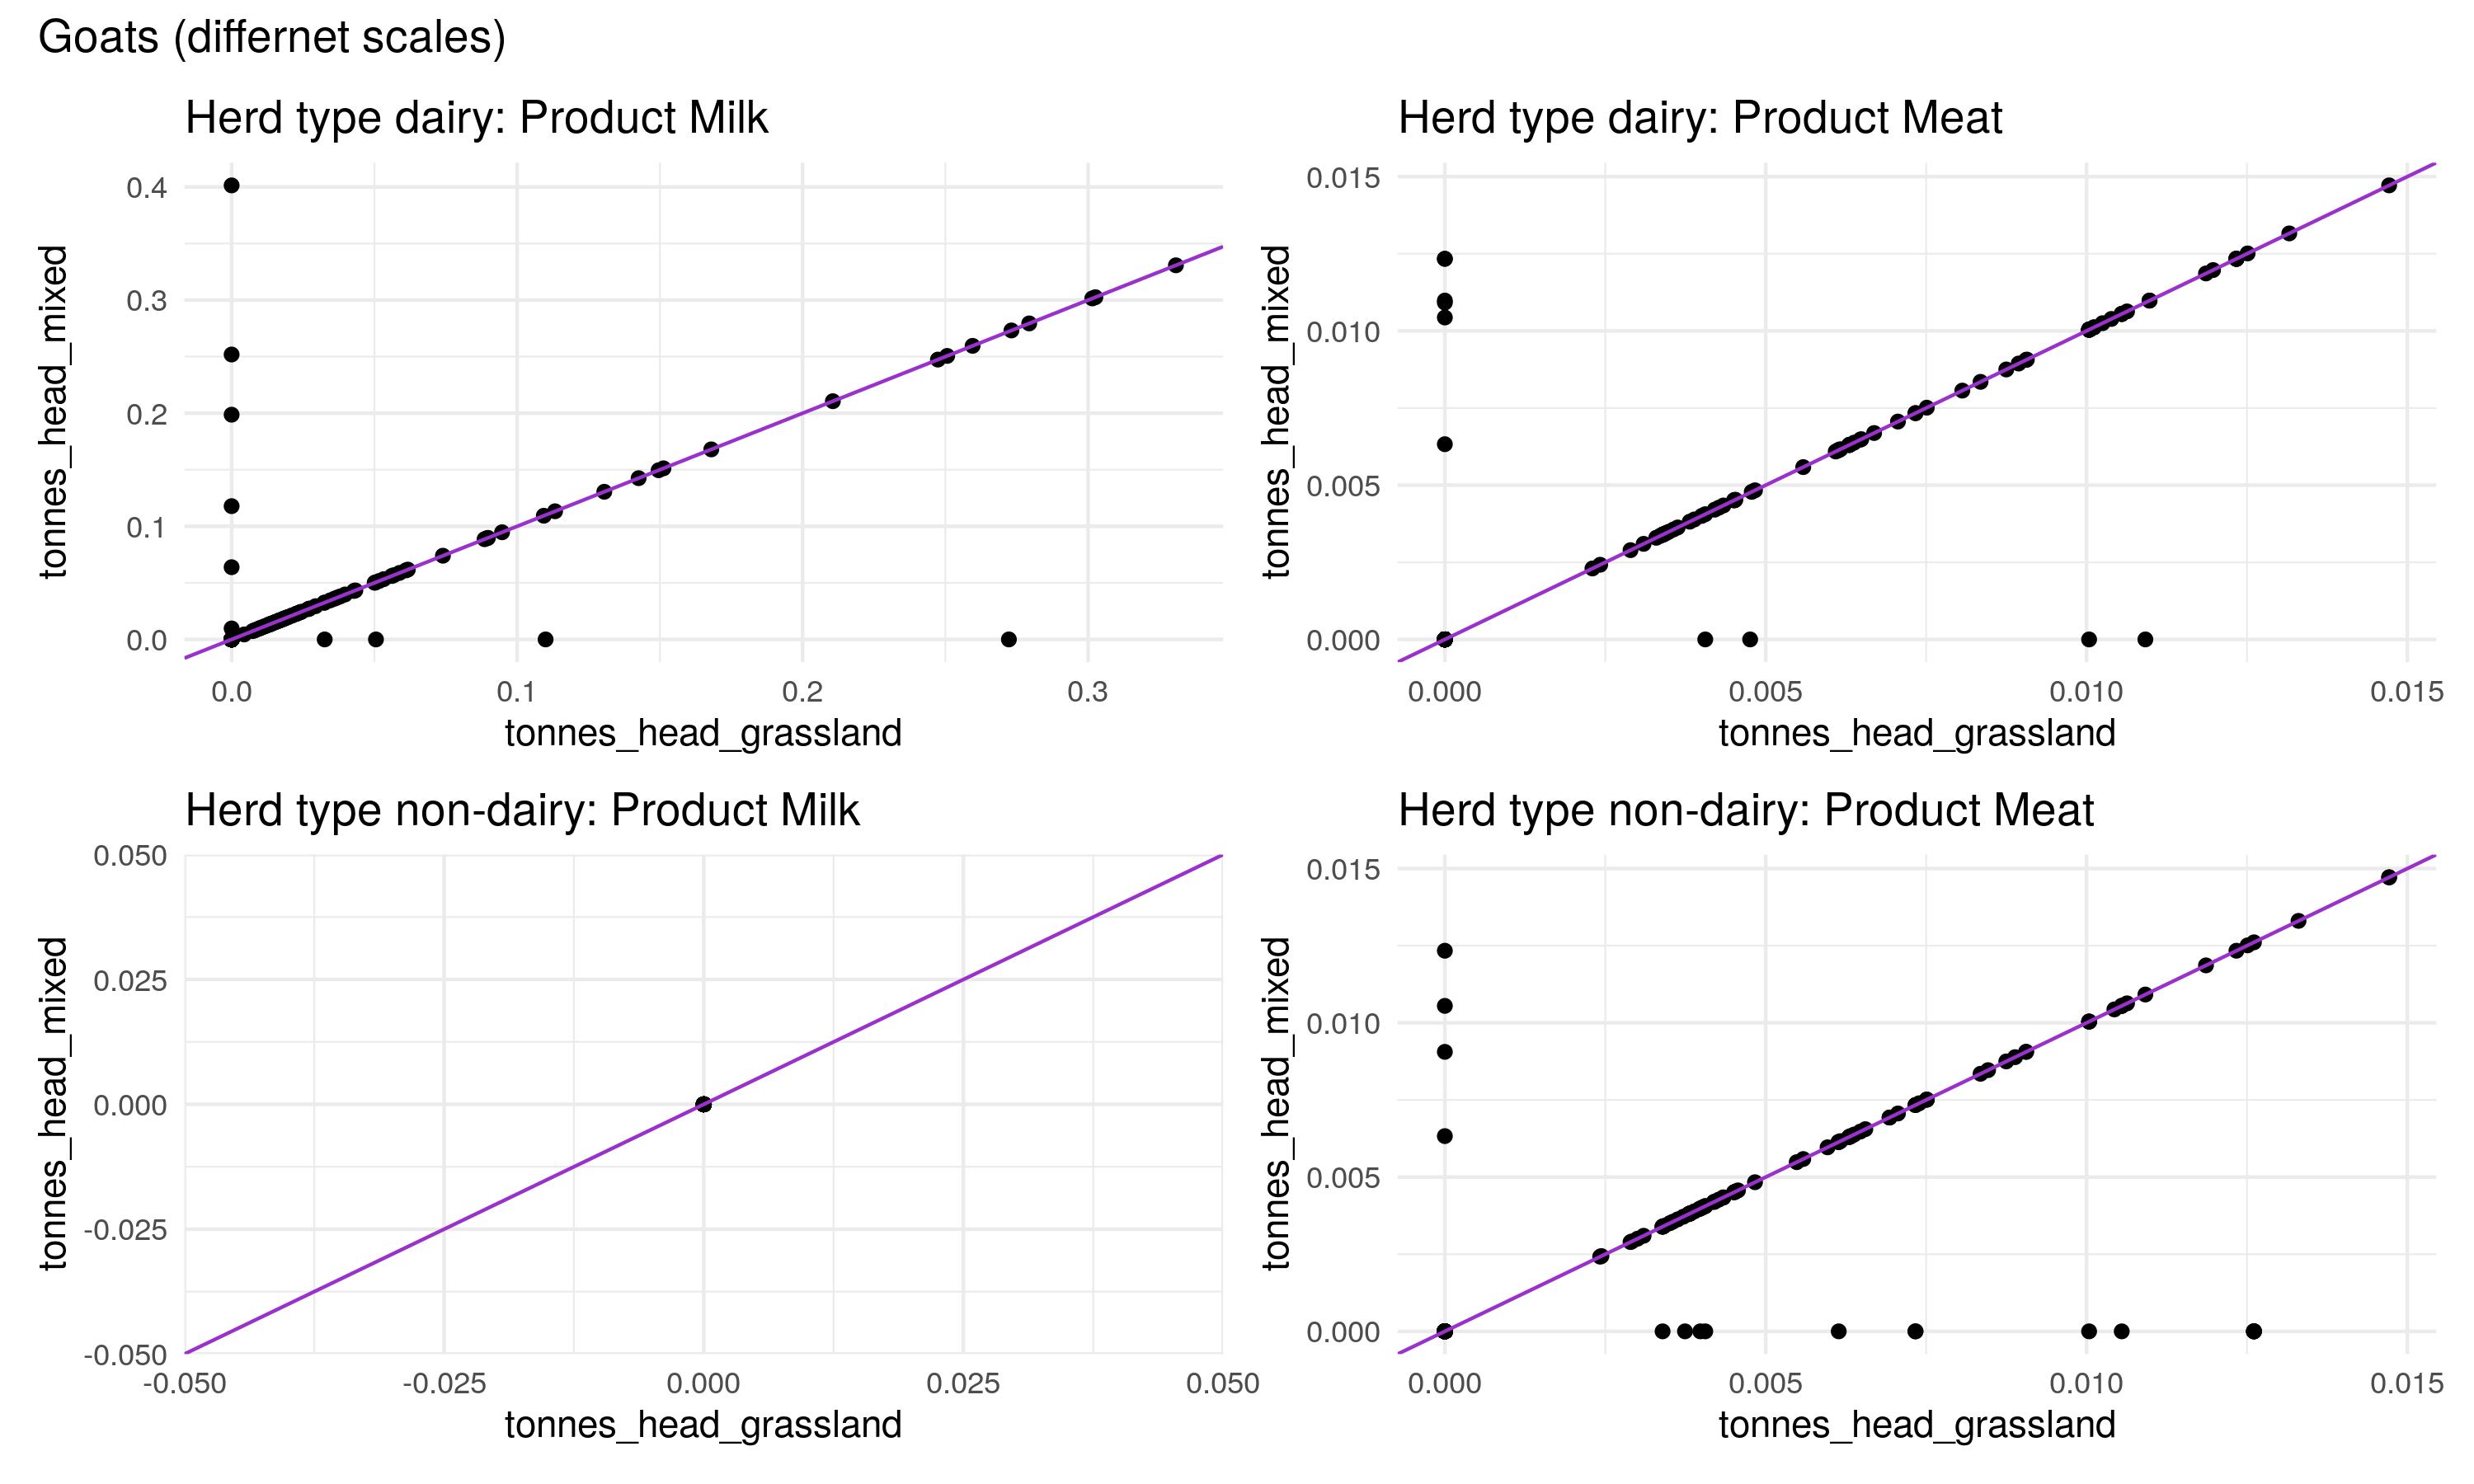 Goats (differnet scales)
Herd type dairy: Product Milk
tonnes_head_mixed
0.4
0.3
0.2
0.1
0.0
0.0 0.1 0.2 0.3
tonnes_head_grassland
Herd type dairy: Product Meat
tonnes_head_mixed
0.015
0.010
0.005
0.000
0.000 0.005 0.010 0.015
tonnes_head_grassland
Herd type non-dairy: Product Milk
tonnes_head_mixed
0.050
0.025
0.000
-0.025
-0.050
-0.050 -0.025 0.000 0.025 0.050
tonnes_head_grassland
Herd type non-dairy: Product Meat
tonnes_head_mixed
0.015
0.010
0.005
0.000
0.000 0.005 0.010 0.015
tonnes_head_grassland